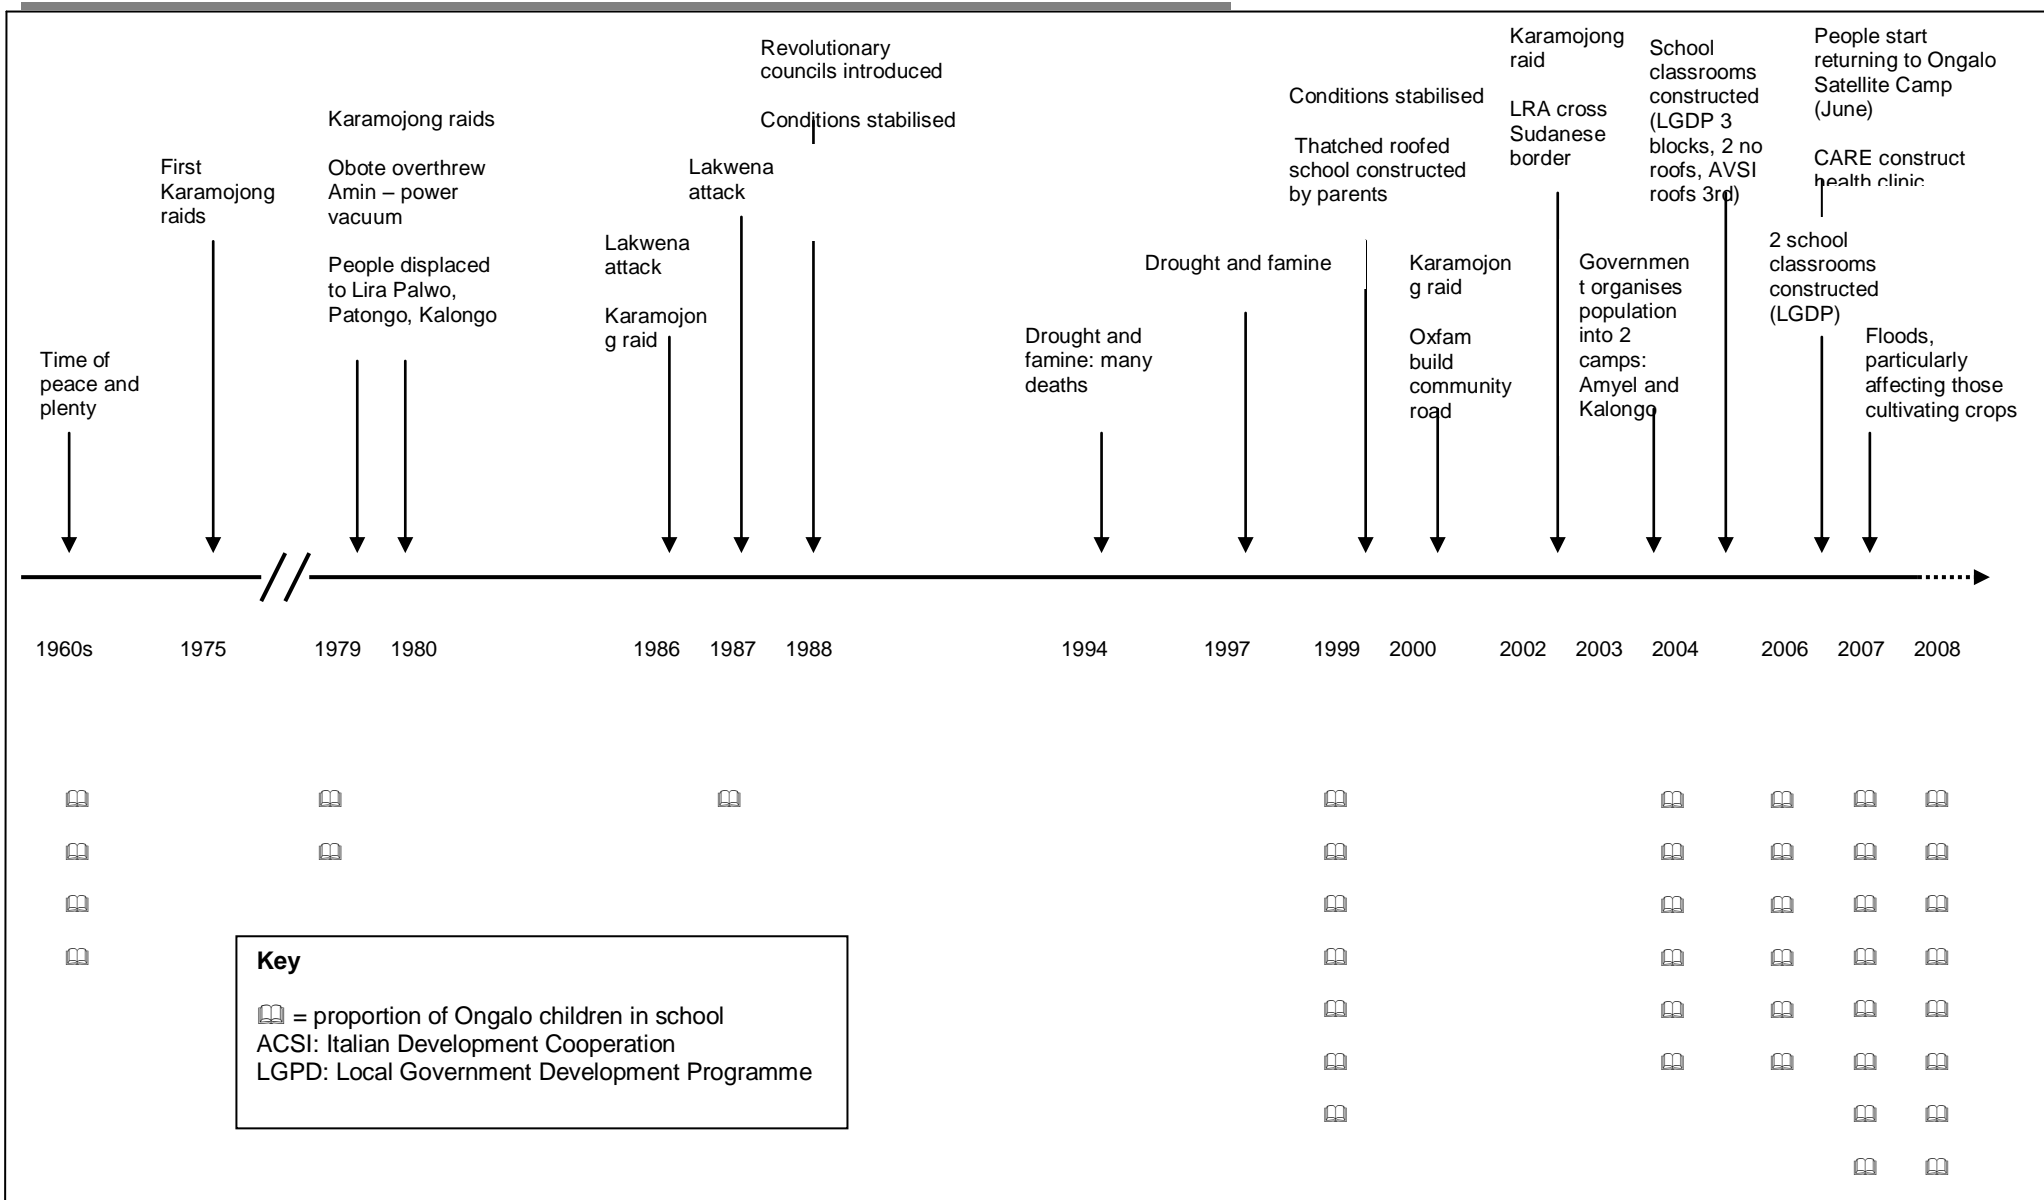 Time of
peace and
plenty
First
Karamojong
raids
Karamojong raids
Obote overthrew
Amin – power
vacuum
People displaced
to Lira Palwo,
Patongo, Kalongo
Lakwena
attack
Karamojon
g raid
Lakwena
attack
Revolutionary
councils introduced
Conditions stabilised
Drought and
famine: many
deaths
Drought and famine
Conditions stabilised
Thatched roofed
school constructed
by parents
Karamojon
g raid
Oxfam
build
community
road
Karamojong
raid
LRA cross
Sudanese
border
Governmen
t organises
population
into 2
camps:
Amyel and
Kalongo
School
classrooms
constructed
(LGDP 3
blocks, 2 no
roofs, AVSI
roofs 3rd)
People start
returning to Ongalo
Satellite Camp
(June)
CARE construct
health clinic
2 school
classrooms
constructed
(LGDP)
Floods,
particularly
affecting those
cultivating crops
1960s 1975 1979 1980 1986 1987 1988 1994 1997 1999 2000 2002 2003 2004 2006 2007 2008
Key
= proportion of Ongalo children in school
ACSI: Italian Development Cooperation
LGPD: Local Government Development Programme